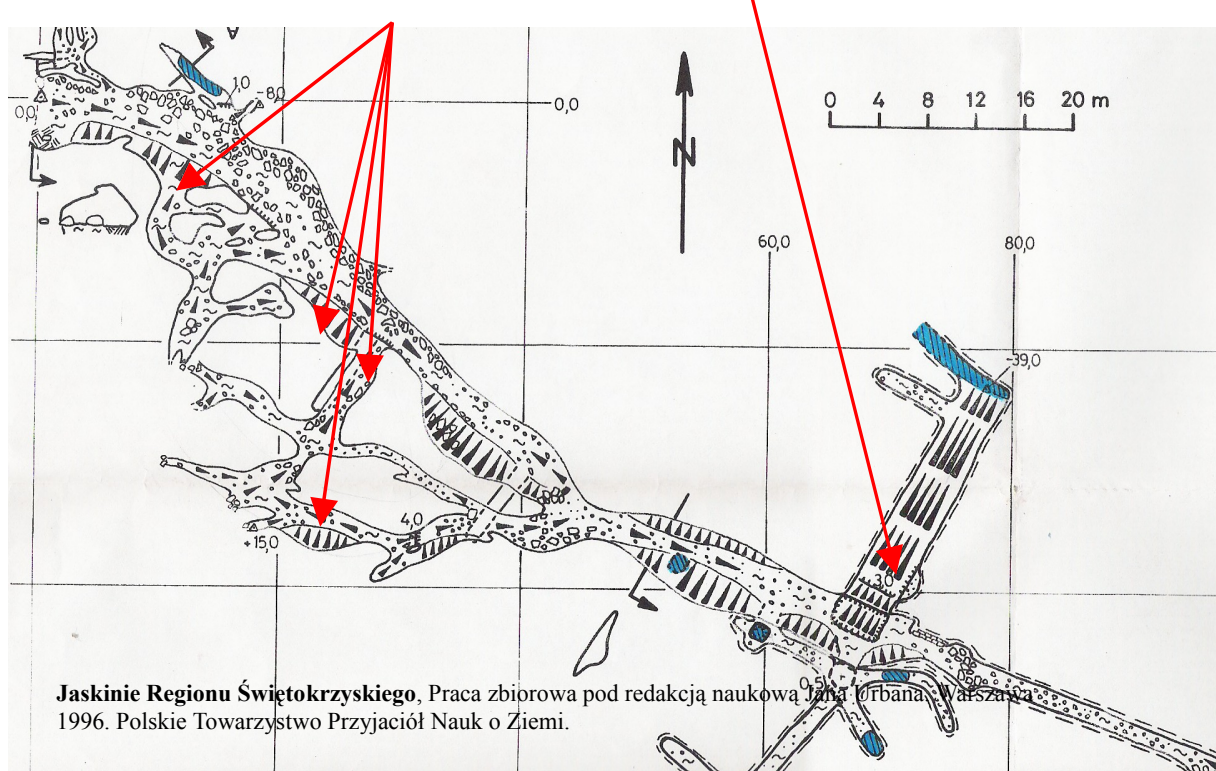 A
1,0
-8,0
0,0
0,0
N
0 4 8 12 16 20 m
60,0
80,0
-39,0
4,0
+15,0
3,0
0,5
Jaskinie Regionu Świętokrzyskiego, Praca zbiorowa pod redakcją naukową Jana Urbana, Warszawa
1996. Polskie Towarzystwo Przyjaciół Nauk o Ziemi.